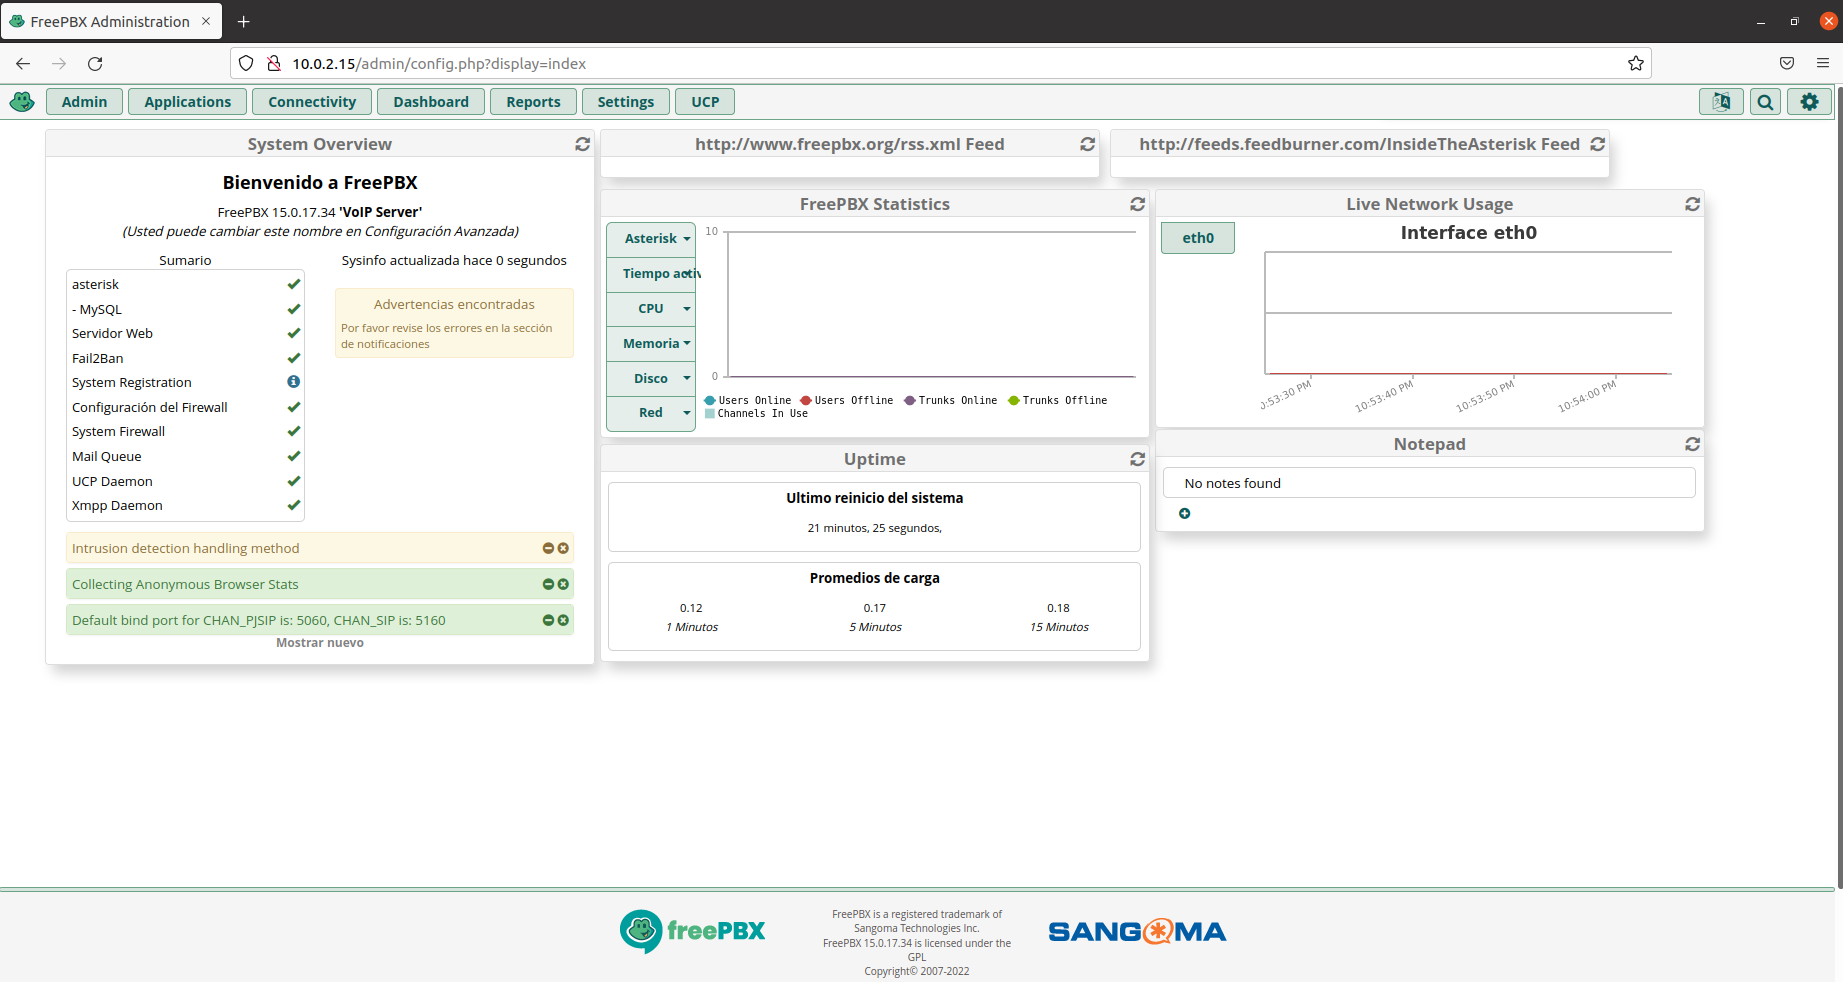 FreePBX Administration
10.0.2.15/admin/config.php?display=index
Admin
Applications
Connectivity
Dashboard
Reports
Settings
UCP
System Overview
Bienvenido a FreePBX
FreePBX 15.0.17.34 'VoIP Server'
(Usted puede cambiar este nombre en Configuración Avanzada)
Sumario
asterisk
- MySQL
Servidor Web
Fail2Ban
System Registration
Configuración del Firewall
System Firewall
Mail Queue
UCP Daemon
Xmpp Daemon
Sysinfo actualizada hace 0 segundos
Advertencias encontradas
Por favor revise los errores en la sección
de notificaciones
Intrusion detection handling method
Collecting Anonymous Browser Stats
Default bind port for CHAN_PJSIP is: 5060, CHAN_SIP is: 5160
Mostrar nuevo
http://www.freepbx.org/rss.xml Feed
http://feeds.feedburner.com/InsideTheAsterisk Feed
FreePBX Statistics
Asterisk
Tiempo activ
CPU
Memoria
Disco
Red
10
0
Users Online
Users Offline
Trunks Online
Trunks Offline
Channels In Use
Uptime
Ultimo reinicio del sistema
21 minutos, 25 segundos,
Promedios de carga
0.12
0.17
0.18
1 Minutos
5 Minutos
15 Minutos
Live Network Usage
eth0
Interface eth0
0:53:30 PM
10:53:40 PM
10:53:50 PM
10:54:00 PM
Notepad
No notes found
freePBX
FreePBX is a registered trademark of
Sangoma Technologies Inc.
FreePBX 15.0.17.34 is licensed under the
GPL
Copyright© 2007-2022
SANGOMA